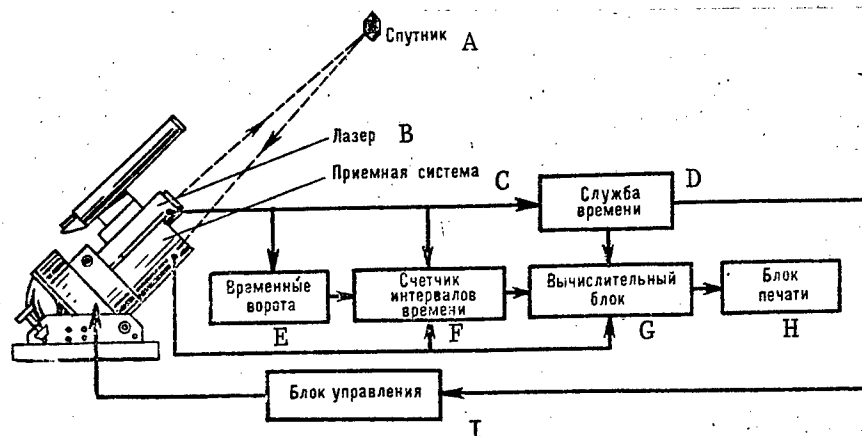 Спутник A
Лазер B
Приемная система
C
Служба
времени
D
Временные
ворота
E
Счетчик
интервалов
времени
F
Вычислительный
блок
G
Блок
печати
H
Блок управления
I